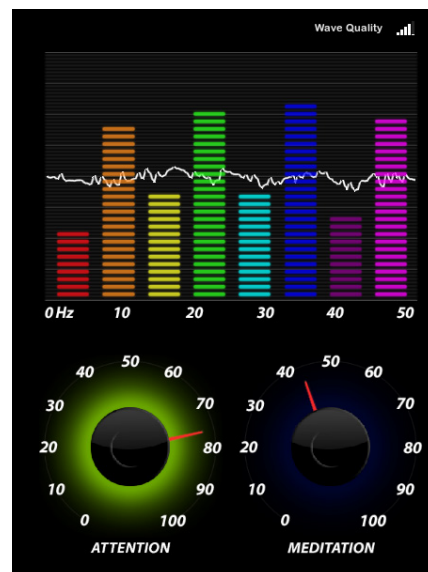 Wave Quality
0 Hz 10 20 30 40 50
50 50
40 60 40 60
30 70 30 70
20 80 20 80
10 90 10 90
0 100 0 100
ATTENTION MEDITATION